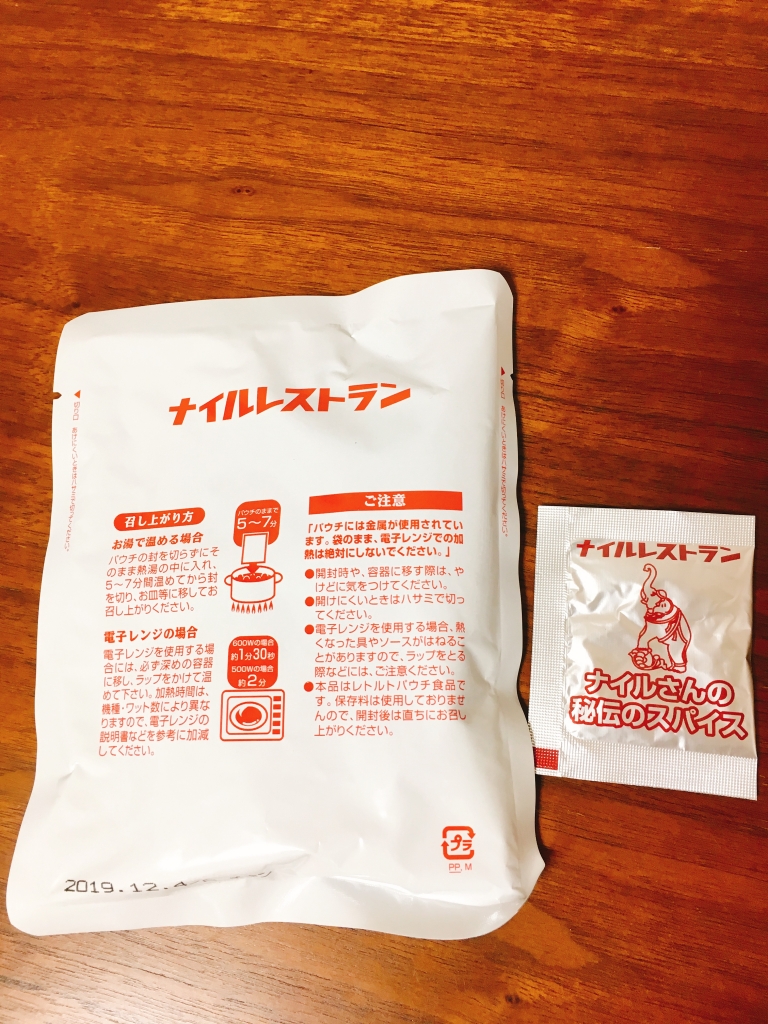 ナイルレストラン
召し上がり方
お湯で温める場合
パウチの封を切らずにそ
のまま熱湯の中に入れ、
5〜7分間温めてから封
を切り、お皿等に移してお
召し上がりください。
パウチのままで
5〜7分
電子レンジの場合
電子レンジを使用する場
合には、必ず深めの容器
に移し、ラップをかけて温
めて下さい。加熱時間は、
機種・ワット数により異な
りますので、電子レンジの
説明書などを参考に加減
してください。
600Wの場合
約1分30秒
500Wの場合
約2分
ご注意
「パウチには金属が使用されてい
ます。袋のまま、電子レンジでの加
熱は絶対にしないでください。」
●開封時や、容器に移す際は、や
けどに気をつけてください。
●開けにくいときはハサミで切っ
てください。
●電子レンジを使用する場合、熱
くなった具やソースがはねるこ
とがありますので、ラップをとる
際などには、ご注意ください。
●本品はレトルトパウチ食品で
す。保存料は使用しておりませ
んので、開封後は直ちにお召し
上がりください。
プラ
PP, M
2019.12.4
ナイルレストラン
ナイルさんの
秘伝のスパイス